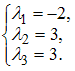 λ₁ = −2,
λ₂ = 3,
λ₃ = 3.